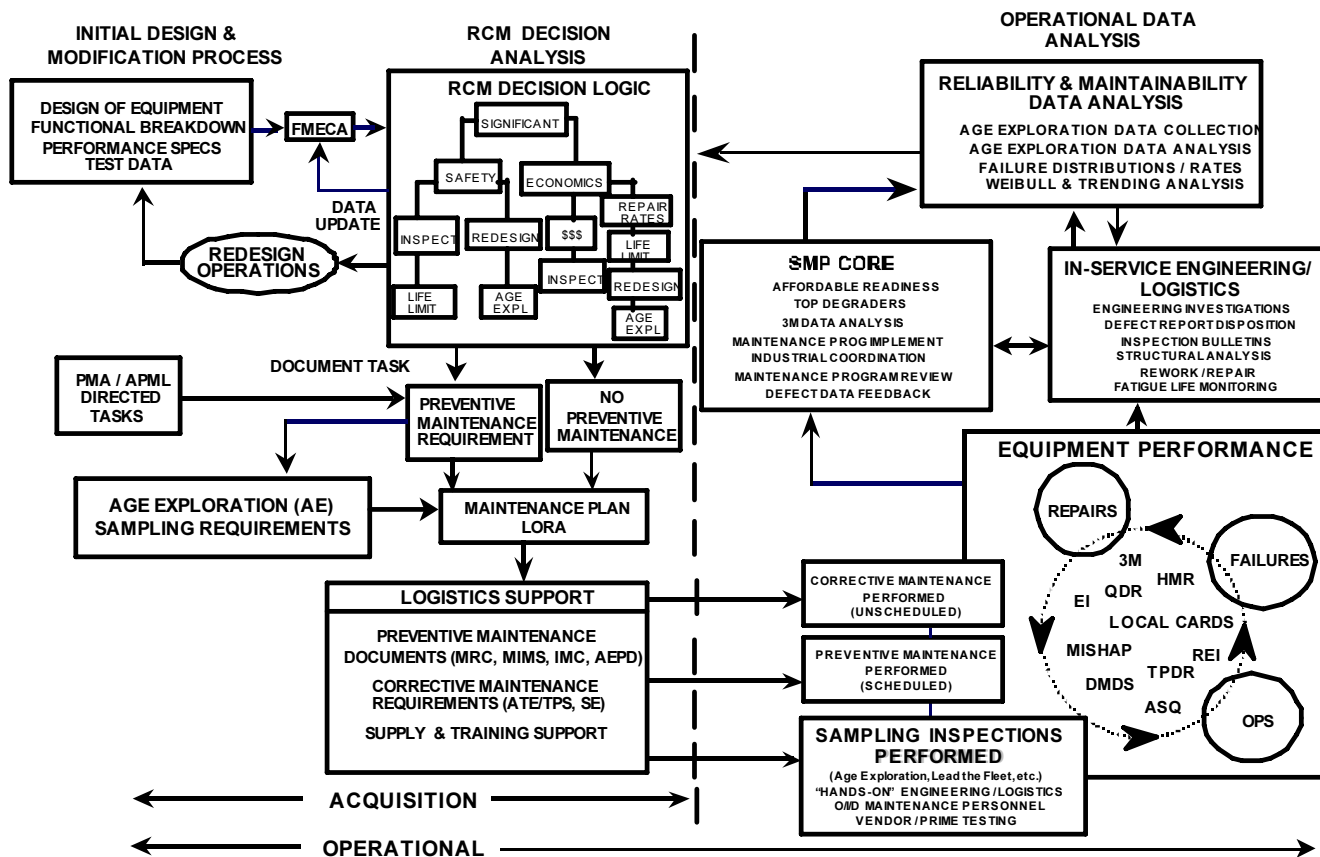 INITIAL DESIGN &
MODIFICATION PROCESS
DESIGN OF EQUIPMENT
FUNCTIONAL BREAKDOWN
PERFORMANCE SPECS
TEST DATA
FMECA
DATA
UPDATE
REDESIGN
OPERATIONS
RCM DECISION
ANALYSIS
RCM DECISION LOGIC
SIGNIFICANT
SAFETY
ECONOMICS
INSPECT
REDESIGN
$$$
REPAIR
RATES
LIFE
LIMIT
INSPECT
REDESIGN
LIFE
LIMIT
AGE
EXPL
AGE
EXPL
DOCUMENT TASK
PMA / APML
DIRECTED
TASKS
PREVENTIVE
MAINTENANCE
REQUIREMENT
NO
PREVENTIVE
MAINTENANCE
AGE EXPLORATION (AE)
SAMPLING REQUIREMENTS
MAINTENANCE PLAN
LORA
LOGISTICS SUPPORT
PREVENTIVE MAINTENANCE
DOCUMENTS (MRC, MIMS, IMC, AEPD)
CORRECTIVE MAINTENANCE
REQUIREMENTS (ATE/TPS, SE)
SUPPLY & TRAINING SUPPORT
OPERATIONAL DATA
ANALYSIS
RELIABILITY & MAINTAINABILITY
DATA ANALYSIS
AGE EXPLORATION DATA COLLECTION
AGE EXPLORATION DATA ANALYSIS
FAILURE DISTRIBUTIONS / RATES
WEIBULL & TRENDING ANALYSIS
SMP CORE
AFFORDABLE READINESS
TOP DEGRADERS
3M DATA ANALYSIS
MAINTENANCE PROG IMPLEMENT
INDUSTRIAL COORDINATION
MAINTENANCE PROGRAM REVIEW
DEFECT DATA FEEDBACK
IN-SERVICE ENGINEERING/
LOGISTICS
ENGINEERING INVESTIGATIONS
DEFECT REPORT DISPOSITION
INSPECTION BULLETINS
STRUCTURAL ANALYSIS
REWORK / REPAIR
FATIGUE LIFE MONITORING
EQUIPMENT PERFORMANCE
REPAIRS
FAILURES
OPS
3M
HMR
QDR
EI
LOCAL CARDS
MISHAP
REI
TPDR
DMDS
ASQ
CORRECTIVE MAINTENANCE
PERFORMED
(UNSCHEDULED)
PREVENTIVE MAINTENANCE
PERFORMED
(SCHEDULED)
SAMPLING INSPECTIONS
PERFORMED
(Age Exploration, Lead the Fleet, etc.)
“HANDS-ON” ENGINEERING / LOGISTICS
O/I/D MAINTENANCE PERSONNEL
VENDOR / PRIME TESTING
ACQUISITION
OPERATIONAL